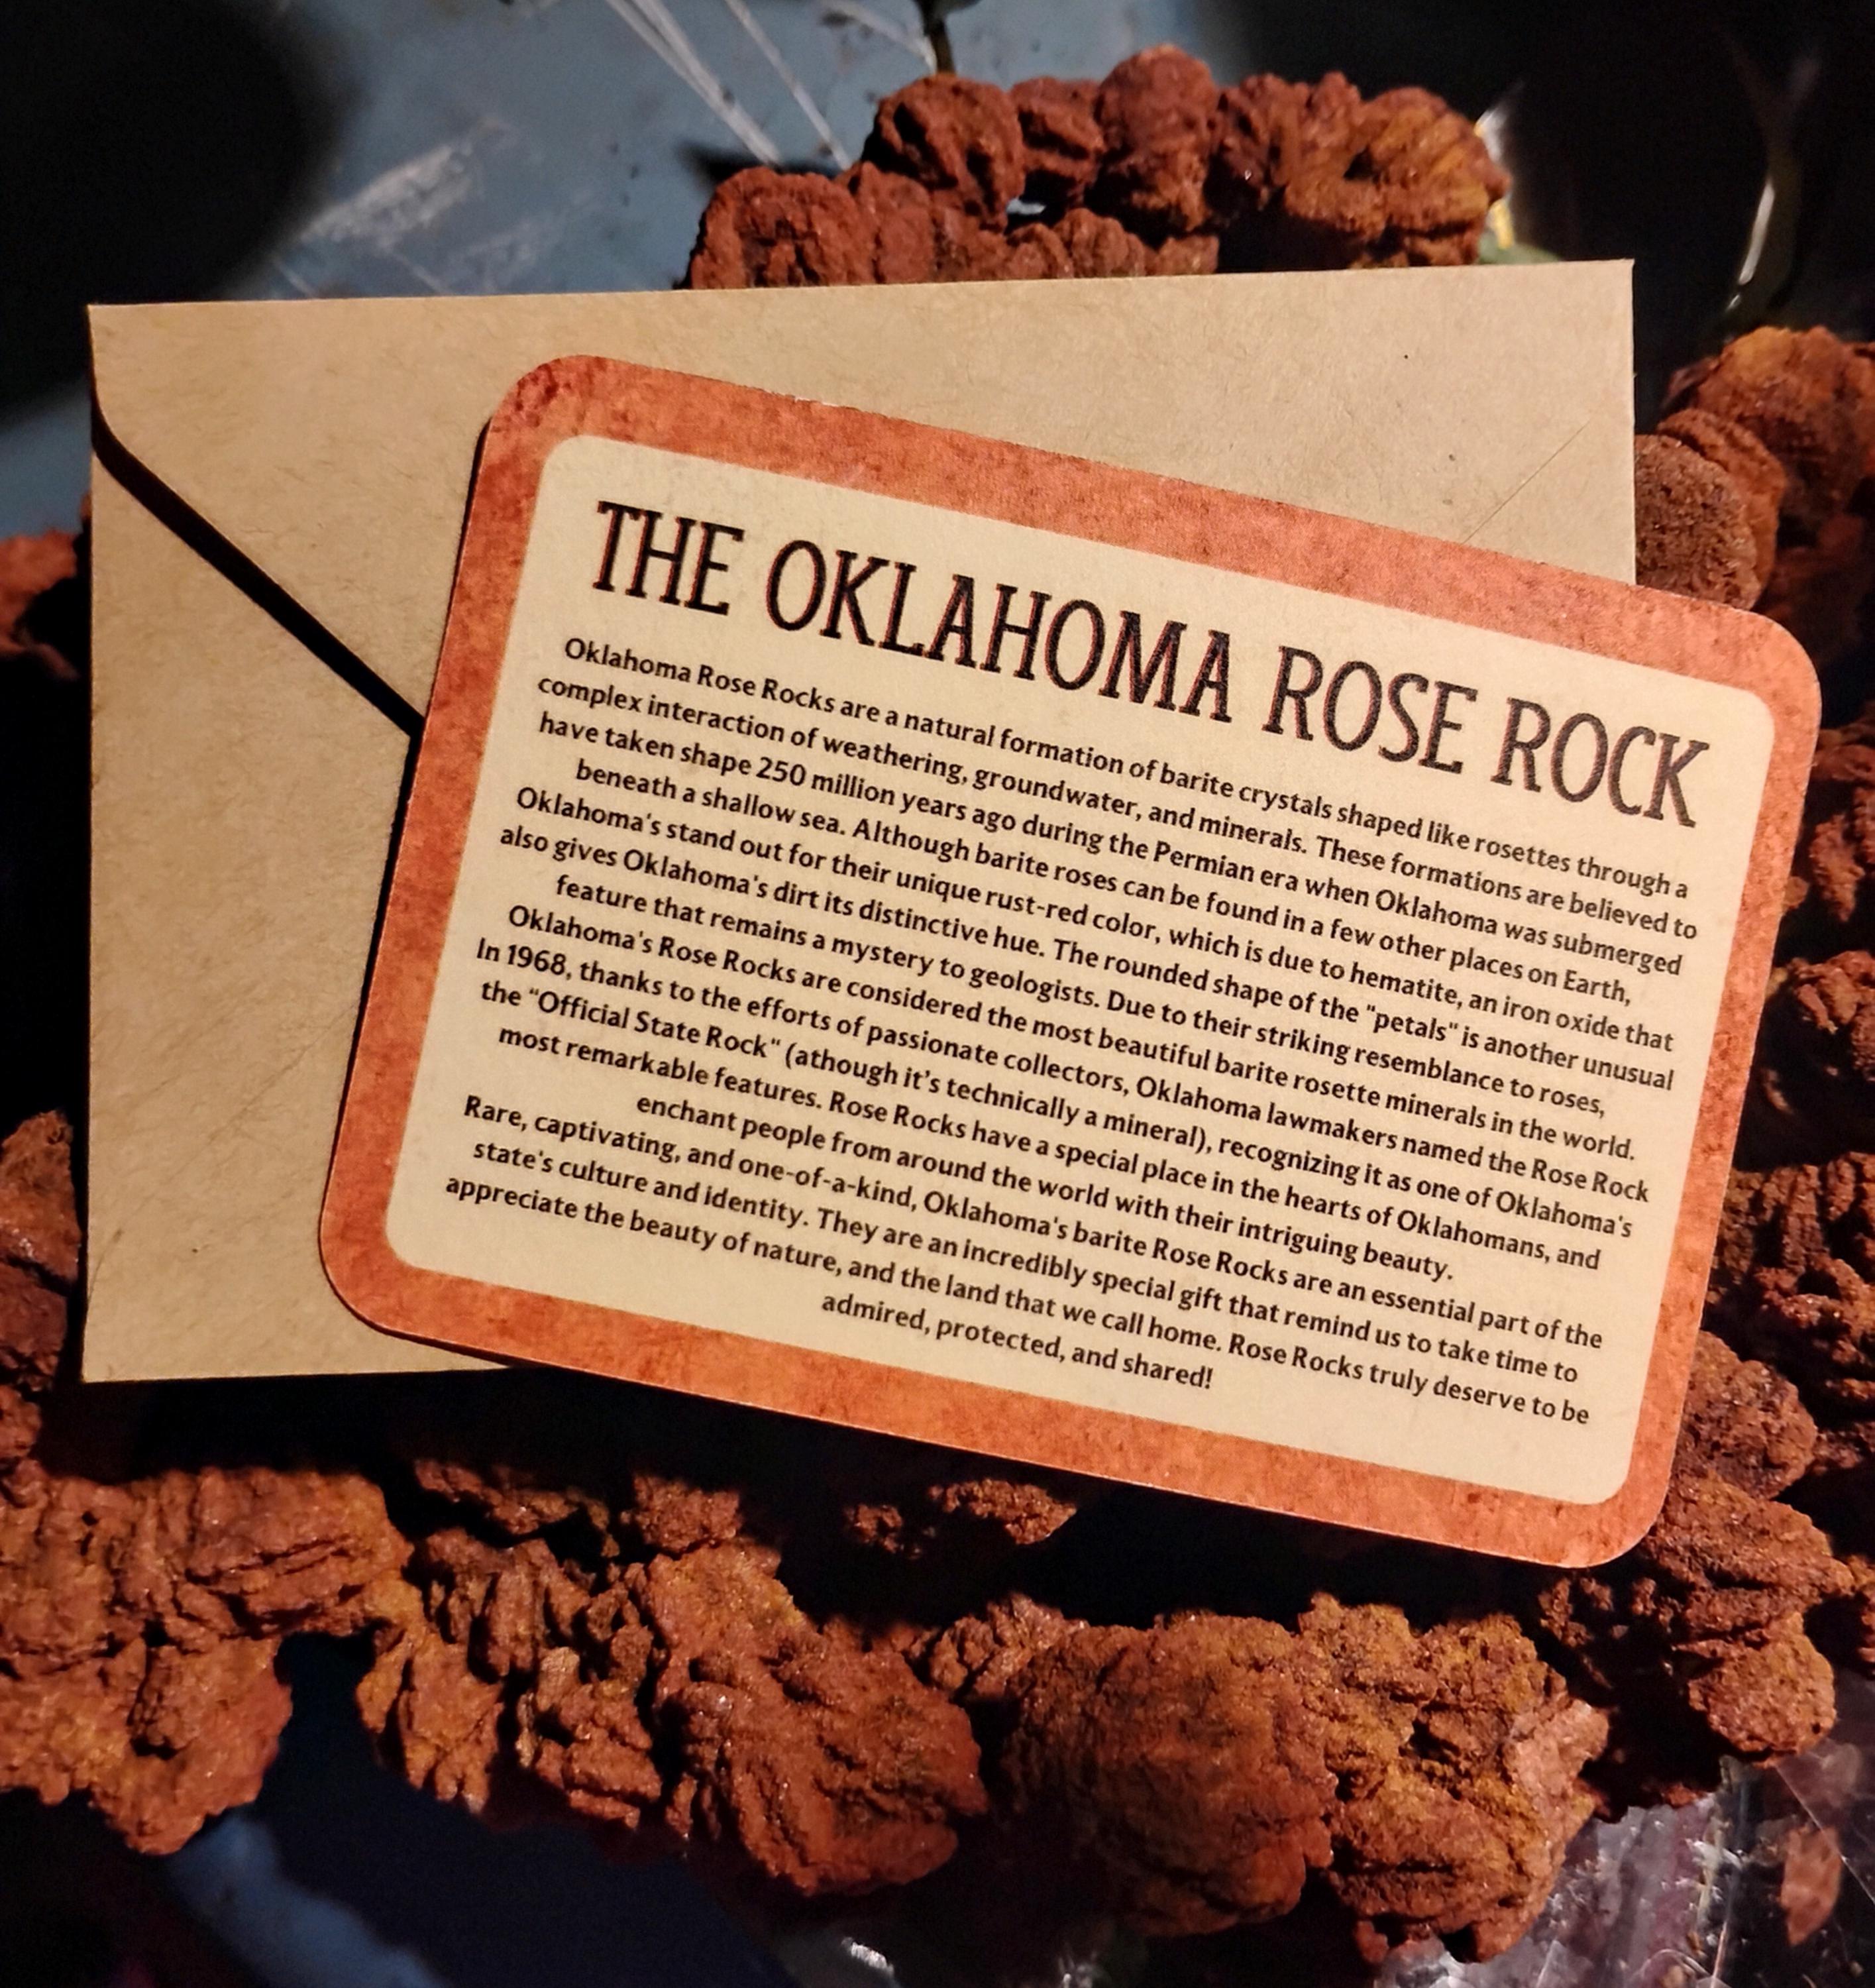 THE OKLAHOMA ROSE ROCK
Oklahoma Rose Rocks are a natural formation of barite crystals shaped like rosettes through a
complex interaction of weathering, groundwater, and minerals. These formations are believed to
have taken shape 250 million years ago during the Permian era when Oklahoma was submerged
beneath a shallow sea. Although barite roses can be found in a few other places on Earth,
Oklahoma's stand out for their unique rust-red color, which is due to hematite, an iron oxide that
also gives Oklahoma's dirt its distinctive hue. The rounded shape of the "petals" is another unusual
feature that remains a mystery to geologists. Due to their striking resemblance to roses,
Oklahoma's Rose Rocks are considered the most beautiful barite rosette minerals in the world.
In 1968, thanks to the efforts of passionate collectors, Oklahoma lawmakers named the Rose Rock
the "Official State Rock" (athough it's technically a mineral), recognizing it as one of Oklahoma's
most remarkable features. Rose Rocks have a special place in the hearts of Oklahomans, and
enchant people from around the world with their intriguing beauty.
Rare, captivating, and one-of-a-kind, Oklahoma's barite Rose Rocks are an essential part of the
state's culture and identity. They are an incredibly special gift that remind us to take time to
appreciate the beauty of nature, and the land that we call home. Rose Rocks truly deserve to be
admired, protected, and shared!